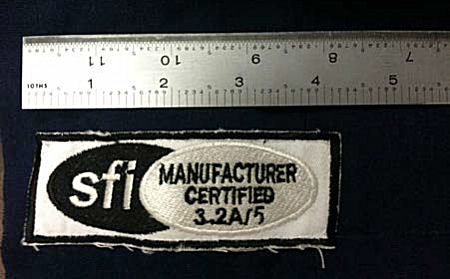 11 10 9 8 7
10THS 1 2 3 4 5
sfi
MANUFACTURER
CERTIFIED
3.2A/5